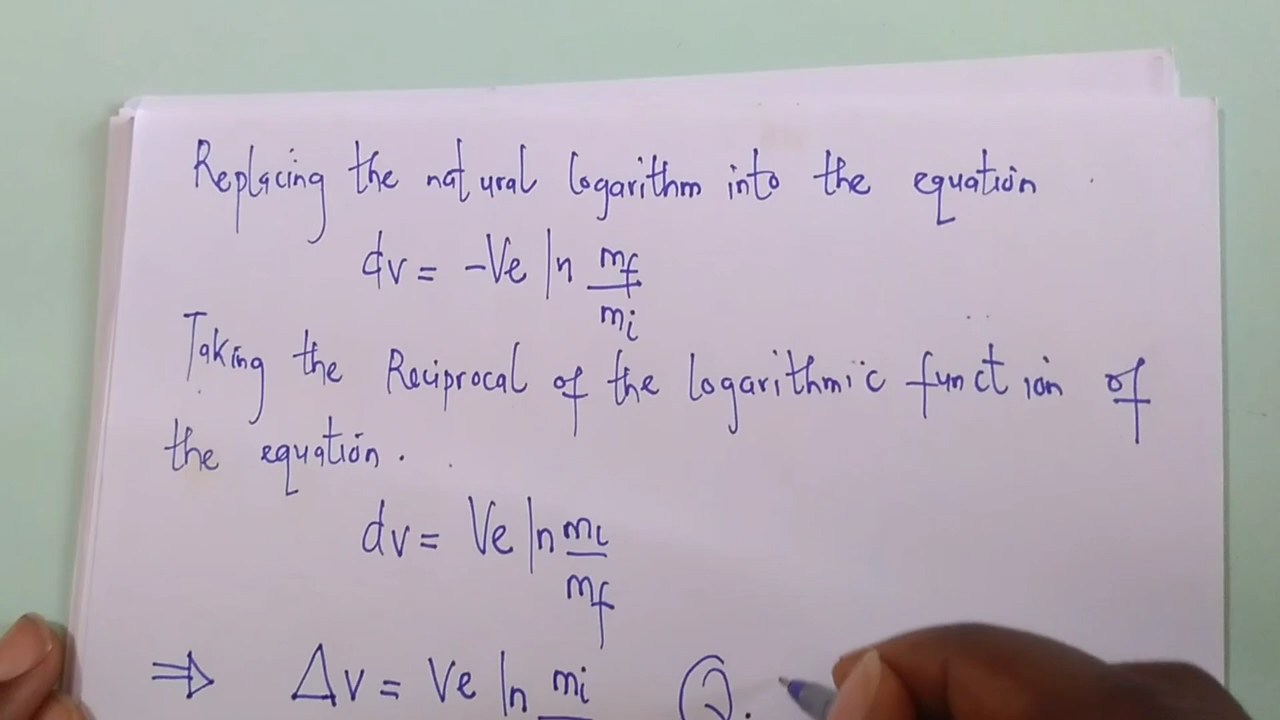 Replacing the natural logarithm into the equation
dv = -Ve ln mf/mi
Taking the Reciprocal of the logarithmic function of
the equation.
dv = Ve ln mi/mf
⇒ Δv = Ve ln mi Q.